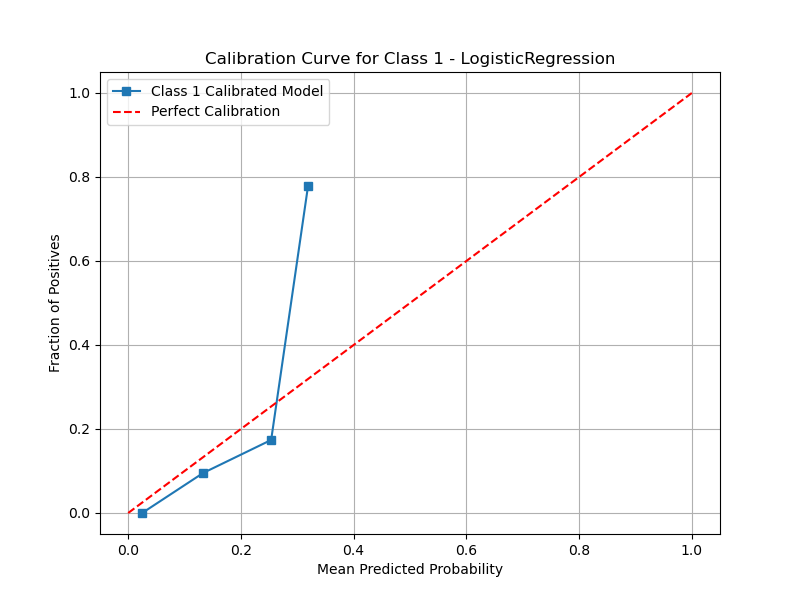 Calibration Curve for Class 1 - LogisticRegression
Class 1 Calibrated Model
Perfect Calibration
1.0
0.8
0.6
0.4
0.2
0.0
Fraction of Positives
0.0 0.2 0.4 0.6 0.8 1.0
Mean Predicted Probability